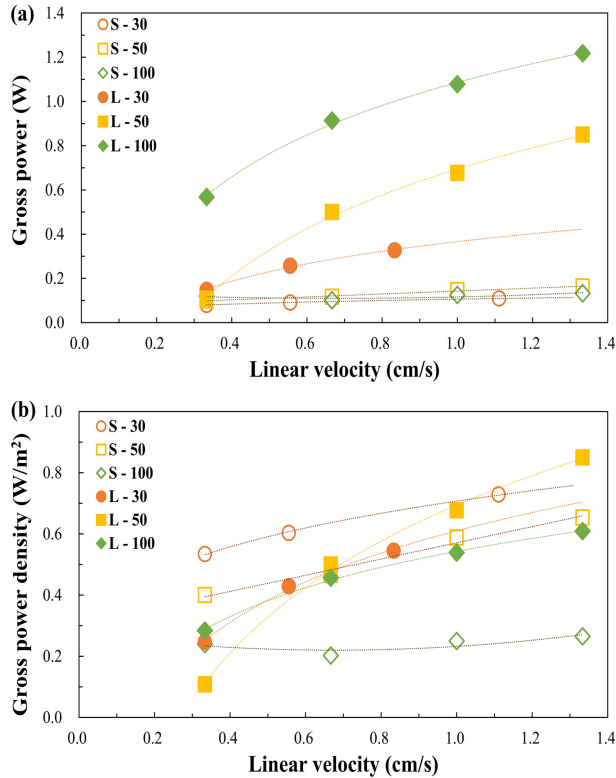 (a)
1.4
1.2
1.0
0.8
0.6
0.4
0.2
0.0
Gross power (W)
S - 30
S - 50
S - 100
L - 30
L - 50
L - 100
0.0 0.2 0.4 0.6 0.8 1.0 1.2 1.4
Linear velocity (cm/s)
(b)
1.0
0.8
0.6
0.4
0.2
0.0
Gross power density (W/m²)
S - 30
S - 50
S - 100
L - 30
L - 50
L - 100
0.0 0.2 0.4 0.6 0.8 1.0 1.2 1.4
Linear velocity (cm/s)